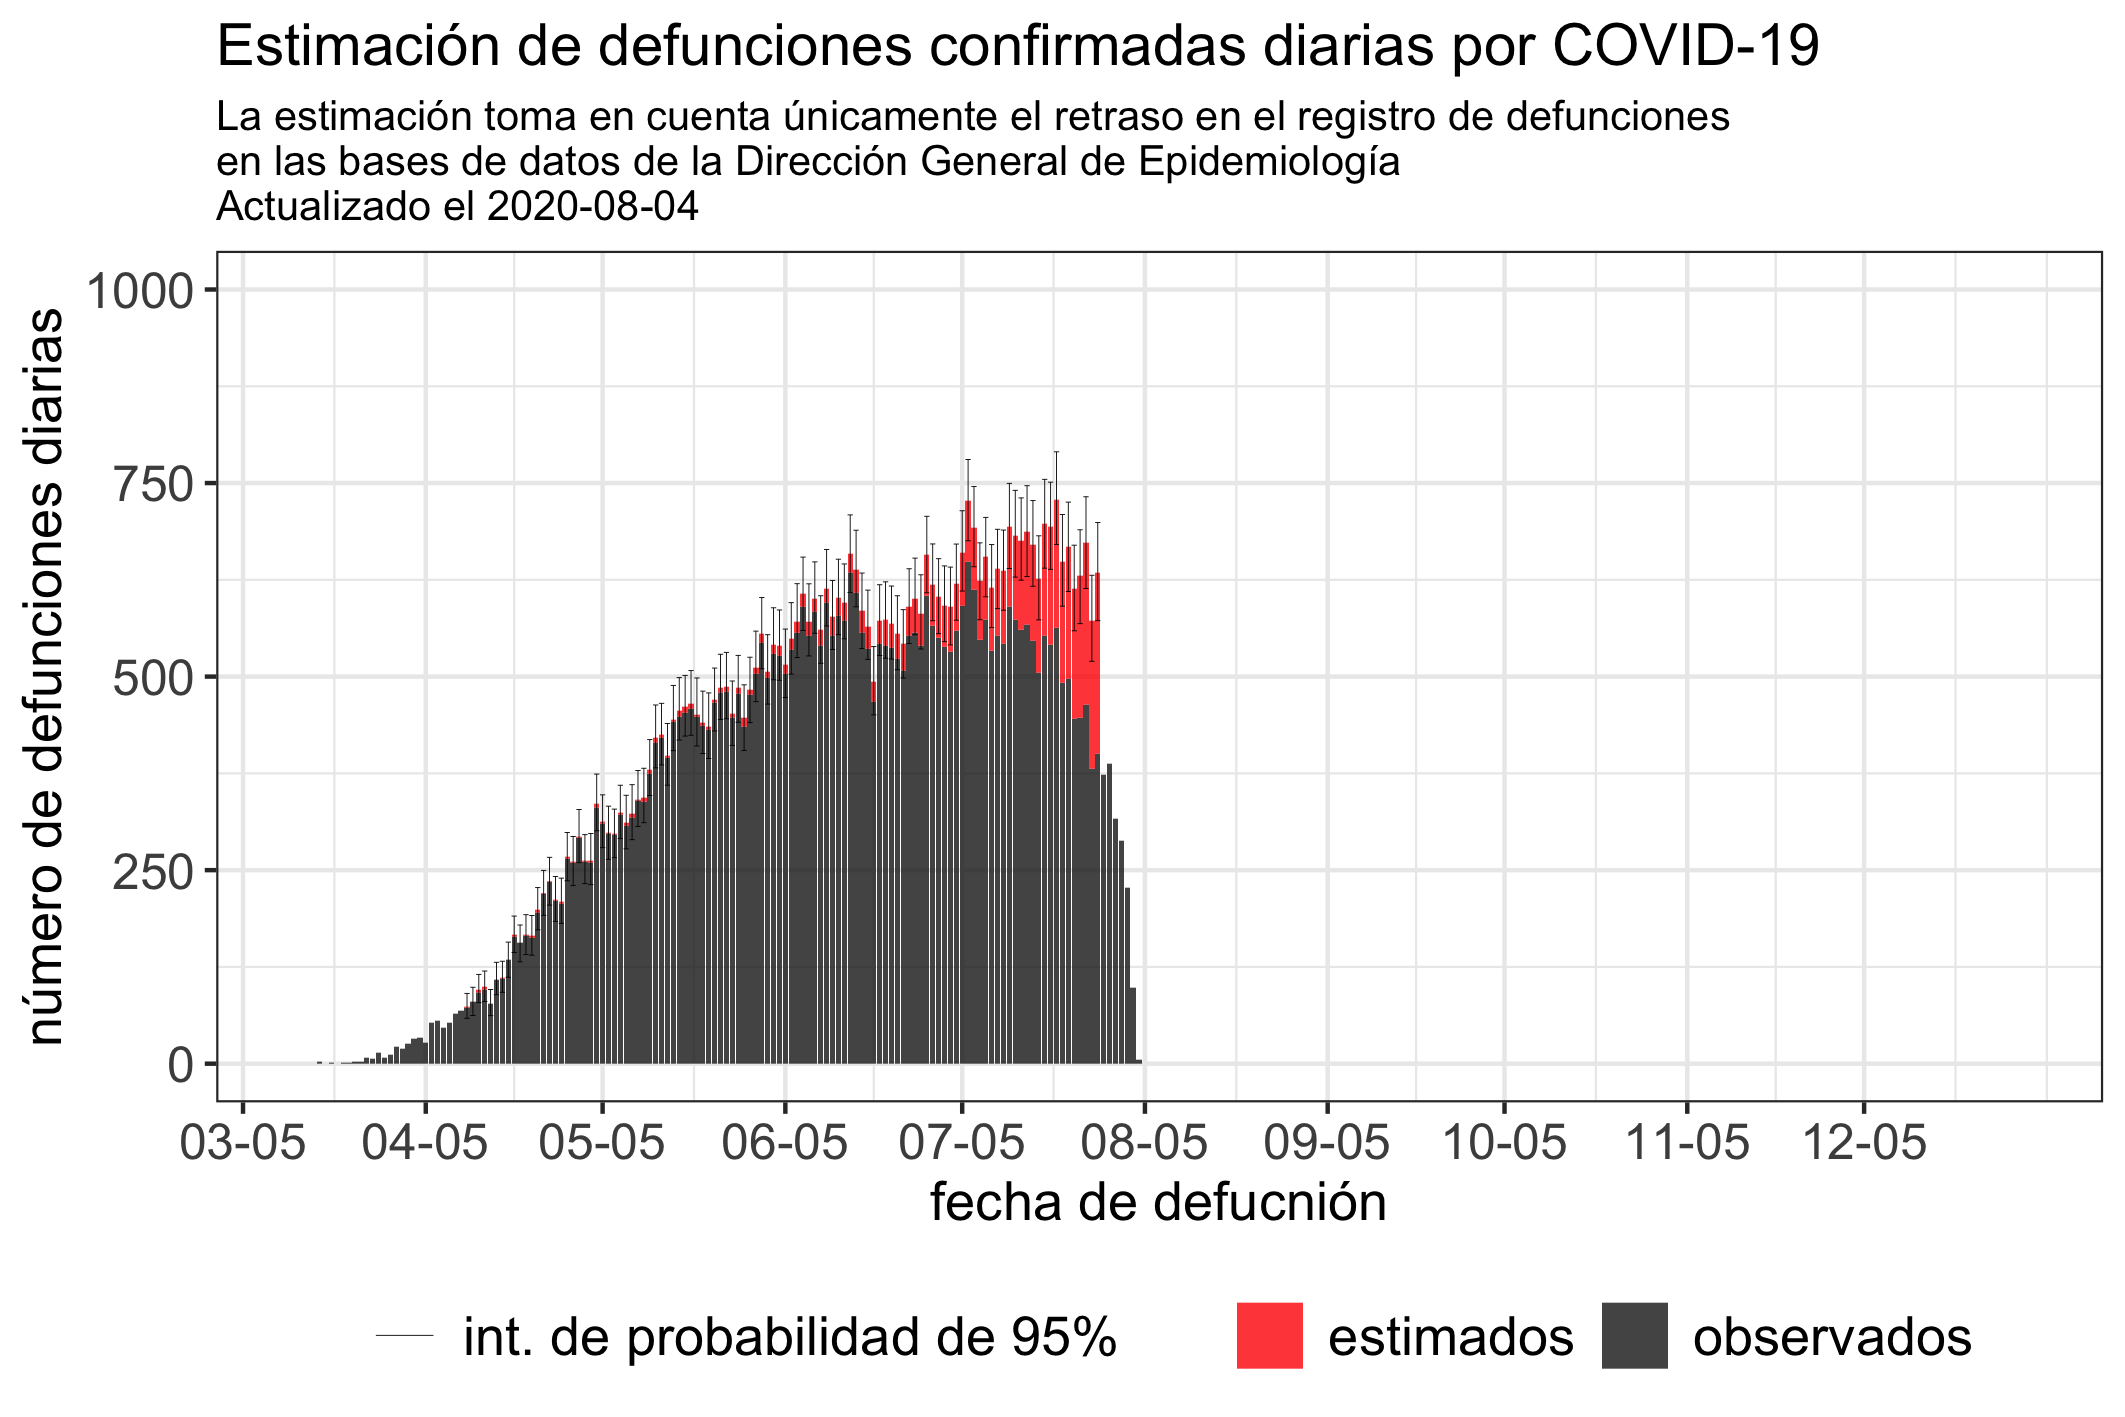 Estimación de defunciones confirmadas diarias por COVID-19
La estimación toma en cuenta únicamente el retraso en el registro de defunciones
en las bases de datos de la Dirección General de Epidemiología
Actualizado el 2020-08-04
número de defunciones diarias
1000
750
500
250
0
03-05 04-05 05-05 06-05 07-05 08-05 09-05 10-05 11-05 12-05
fecha de defucnión
int. de probabilidad de 95% estimados observados